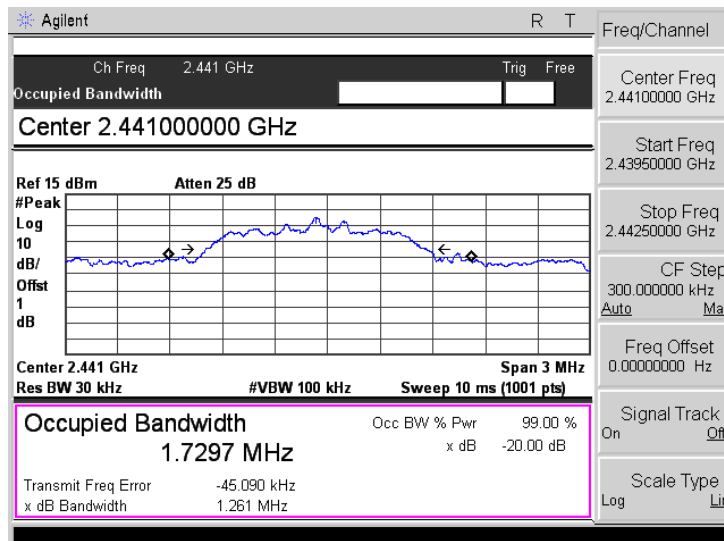 Agilent R T
Ch Freq 2.441 GHz Trig Free
Occupied Bandwidth
Center 2.441000000 GHz
Ref 15 dBm Atten 25 dB
#Peak
Log
10
dB/
Offst
1
dB
Center 2.441 GHz Span 3 MHz
Res BW 30 kHz #VBW 100 kHz Sweep 10 ms (1001 pts)
Occupied Bandwidth Occ BW % Pwr 99.00 %
1.7297 MHz x dB -20.00 dB
Transmit Freq Error -45.090 kHz
x dB Bandwidth 1.261 MHz
Freq/Channel
Center Freq
2.44100000 GHz
Start Freq
2.43950000 GHz
Stop Freq
2.44250000 GHz
CF Step
300.000000 kHz
Auto Ma
Freq Offset
0.00000000 Hz
Signal Track
On Off
Scale Type
Log Lin